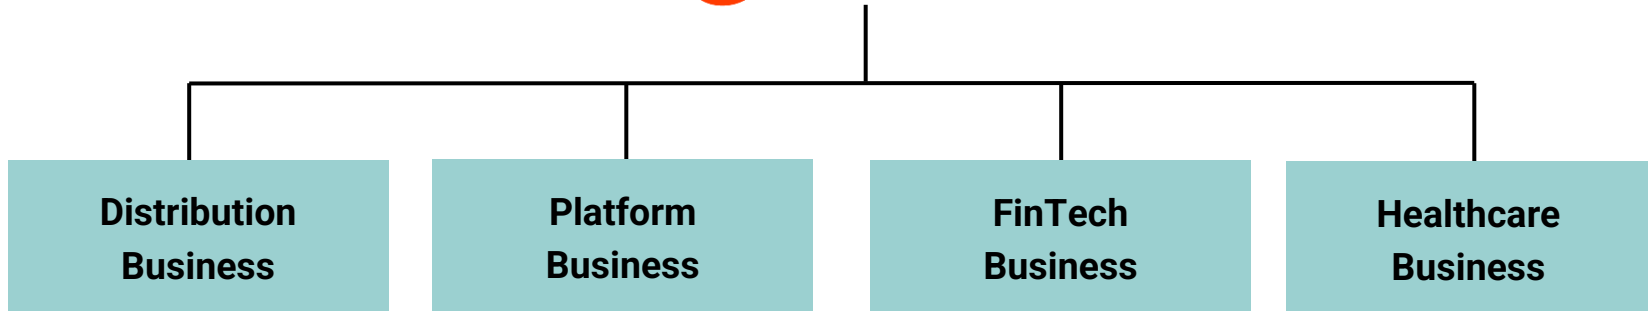 Distribution
Business
Platform
Business
FinTech
Business
Healthcare
Business